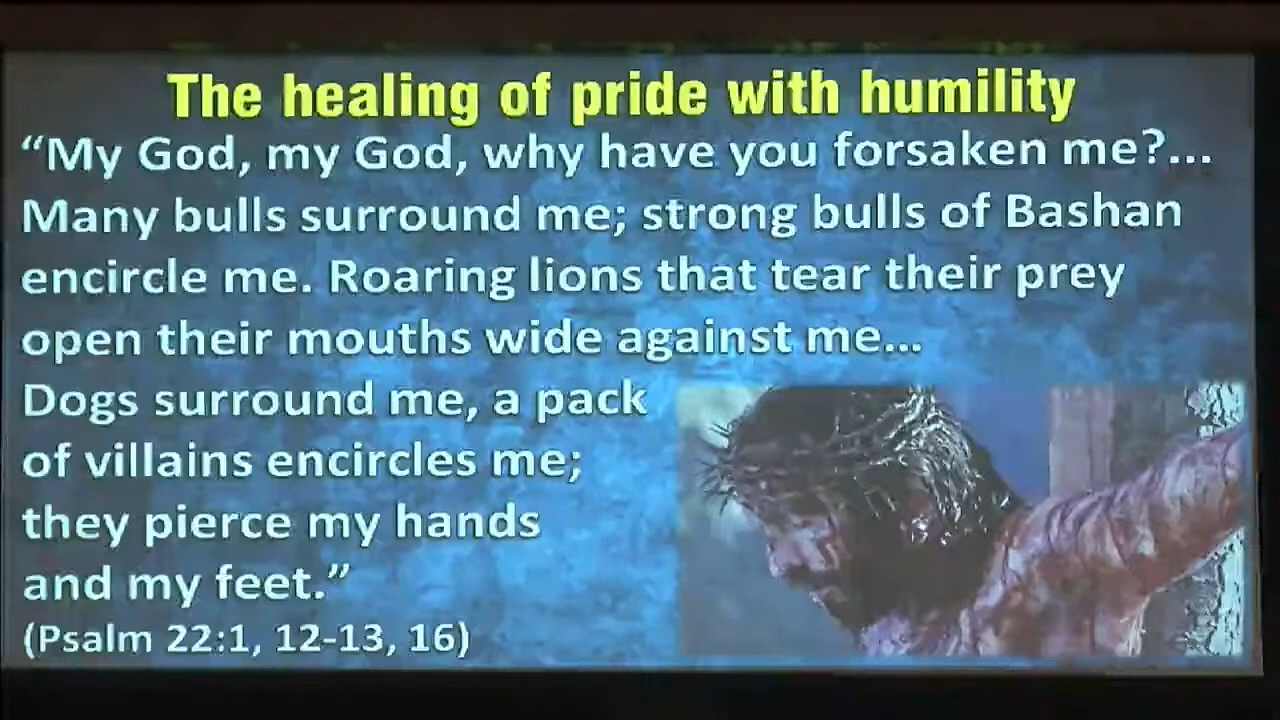 The healing of pride with humility
“My God, my God, why have you forsaken me?...
Many bulls surround me; strong bulls of Bashan
encircle me. Roaring lions that tear their prey
open their mouths wide against me...
Dogs surround me, a pack
of villains encircles me;
they pierce my hands
and my feet.”
(Psalm 22:1, 12-13, 16)